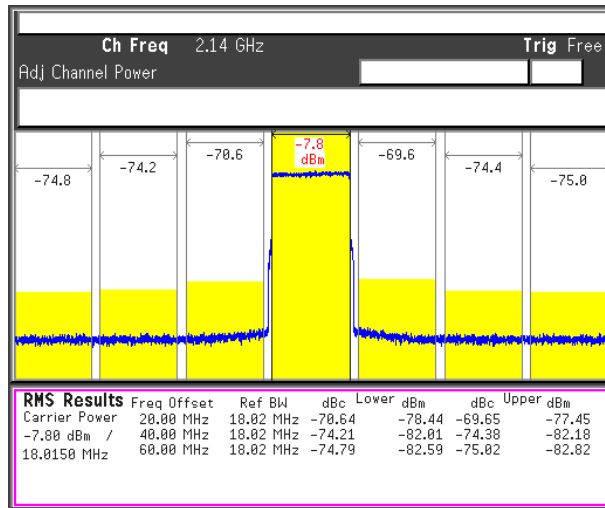 Ch Freq 2.14 GHz Trig Free
Adj Channel Power
-74.8 -74.2 -70.6 -7.8 dBm -69.6 -74.4 -75.0
RMS Results Freq Offset Ref BW dBc Lower dBm dBc Upper dBm
Carrier Power 20.00 MHz 18.02 MHz -70.64 -78.44 -69.65 -77.45
-7.80 dBm / 40.00 MHz 18.02 MHz -74.21 -82.01 -74.38 -82.18
18.0150 MHz 60.00 MHz 18.02 MHz -74.79 -82.59 -75.02 -82.82